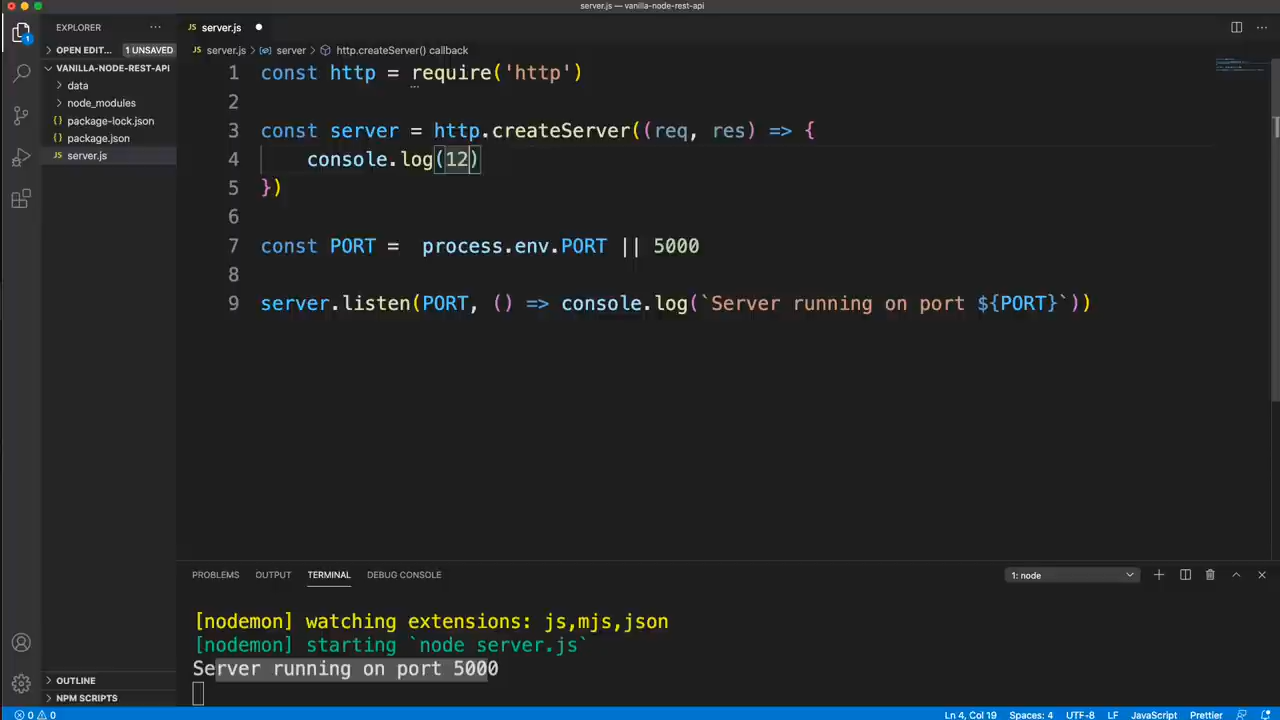 server.js — vanilla-node-rest-api
EXPLORER
server.js
OPEN EDIT... 1 UNSAVED
server.js > server > http.createServer() callback
VANILLA-NODE-REST-API
data
node_modules
package-lock.json
package.json
server.js
1 const http = require('http')
2
3 const server = http.createServer((req, res) => {
4     console.log(12)
5 })
6
7 const PORT =  process.env.PORT || 5000
8
9 server.listen(PORT, () => console.log(`Server running on port ${PORT}`))
PROBLEMS OUTPUT TERMINAL DEBUG CONSOLE 1: node
[nodemon] watching extensions: js,mjs,json
[nodemon] starting `node server.js`
Server running on port 5000
OUTLINE
NPM SCRIPTS
0 0 Ln 4, Col 19 Spaces: 4 UTF-8 LF JavaScript Prettier
1